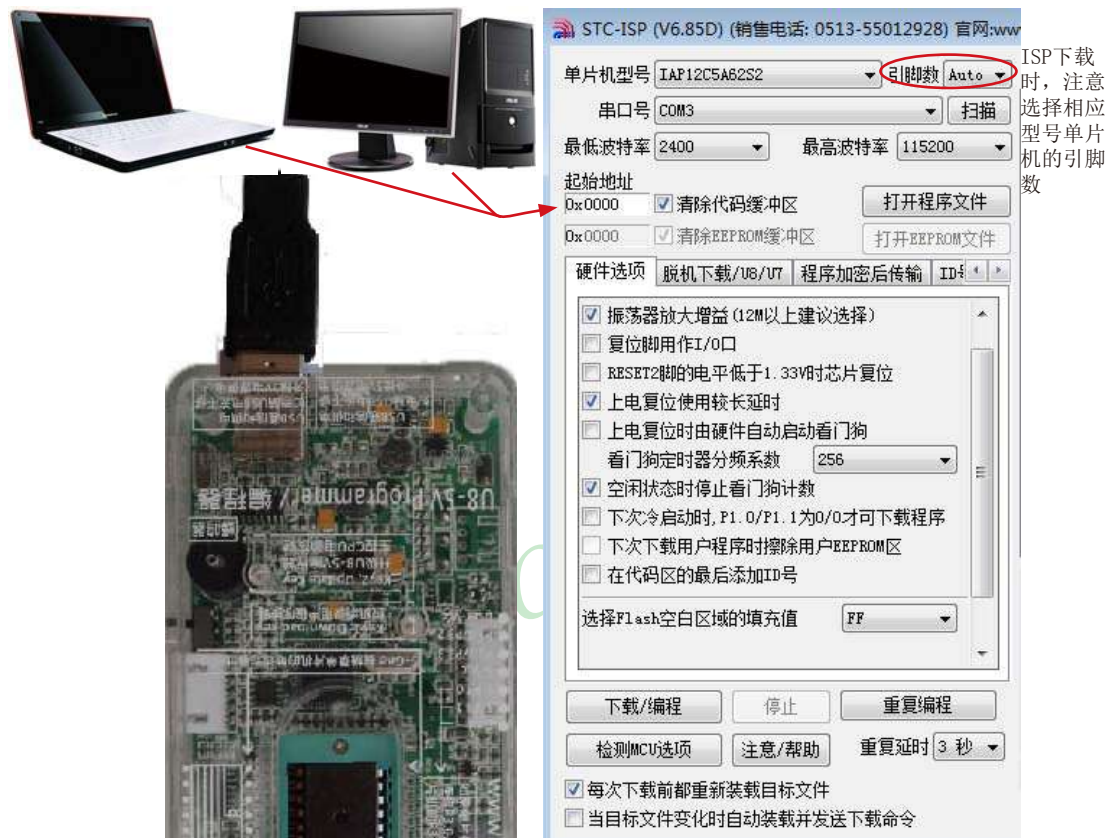 STC-ISP (V6.85D) (销售电话: 0513-55012928) 官网:www
单片机型号 IAP12C5A62S2 引脚数 Auto
串口号 COM3 扫描
最低波特率 2400 最高波特率 115200
起始地址
0x0000 清除代码缓冲区 打开程序文件
0x0000 清除EEPROM缓冲区 打开EEPROM文件
硬件选项 脱机下载/U8/U7 程序加密后传输 ID号
振荡器放大增益(12M以上建议选择)
复位脚用作I/O口
RESET2脚的电平低于1.33V时芯片复位
上电复位使用较长延时
上电复位时由硬件自动启动看门狗
看门狗定时器分频系数 256
空闲状态时停止看门狗计数
下次冷启动时,P1.0/P1.1为0/0才可下载程序
下次下载用户程序时擦除用户EEPROM区
在代码区的最后添加ID号
选择Flash空白区域的填充值 FF
下载/编程 停止 重复编程
检测MCU选项 注意/帮助 重复延时 3 秒
每次下载前都重新装载目标文件
当目标文件变化时自动装载并发送下载命令
ISP下载
时，注意
选择相应
型号单片
机的引脚
数
U8-5V Programmer/编程器